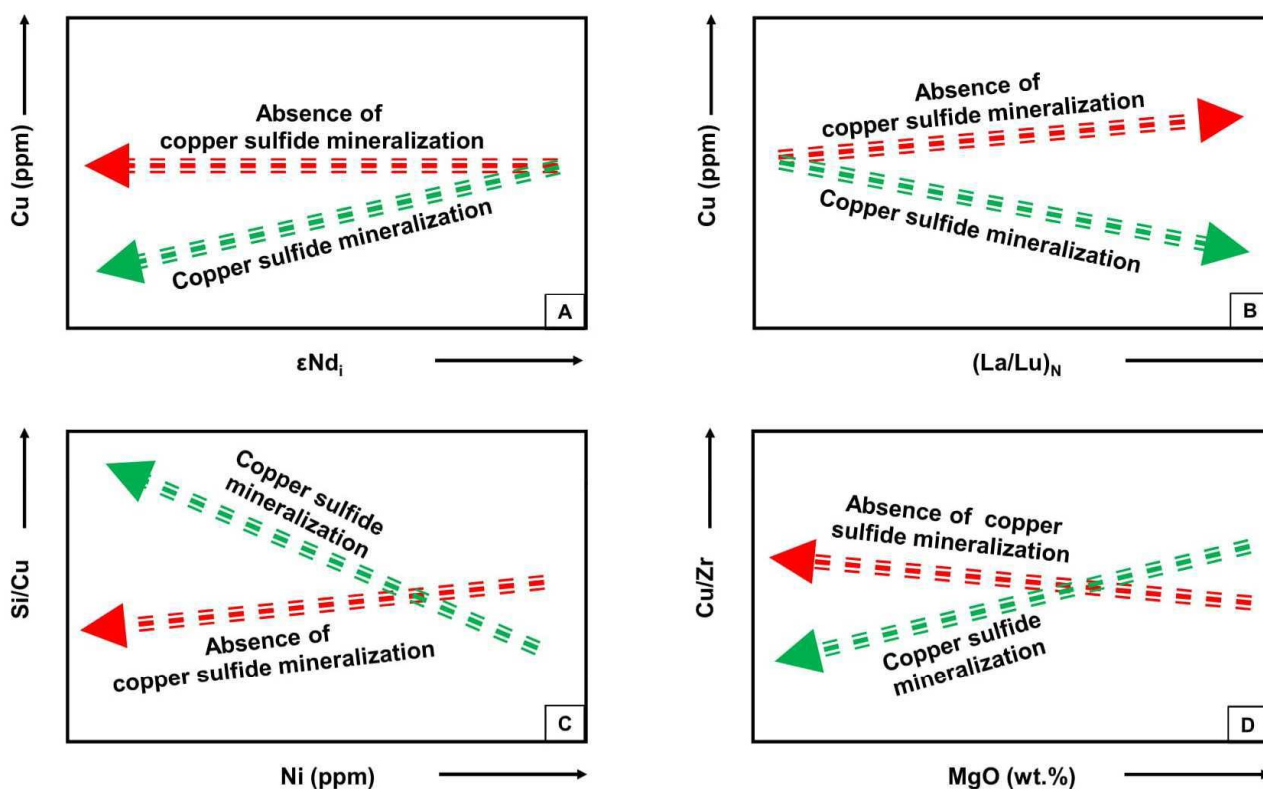 Cu (ppm)
Absence of
copper sulfide mineralization
Copper sulfide mineralization
A
εNdᵢ
Cu (ppm)
Absence of
copper sulfide mineralization
Copper sulfide mineralization
B
(La/Lu)N
Si/Cu
Copper sulfide
mineralization
Absence of
copper sulfide mineralization
C
Ni (ppm)
Cu/Zr
Absence of copper
sulfide mineralization
Copper sulfide
mineralization
D
MgO (wt.%)